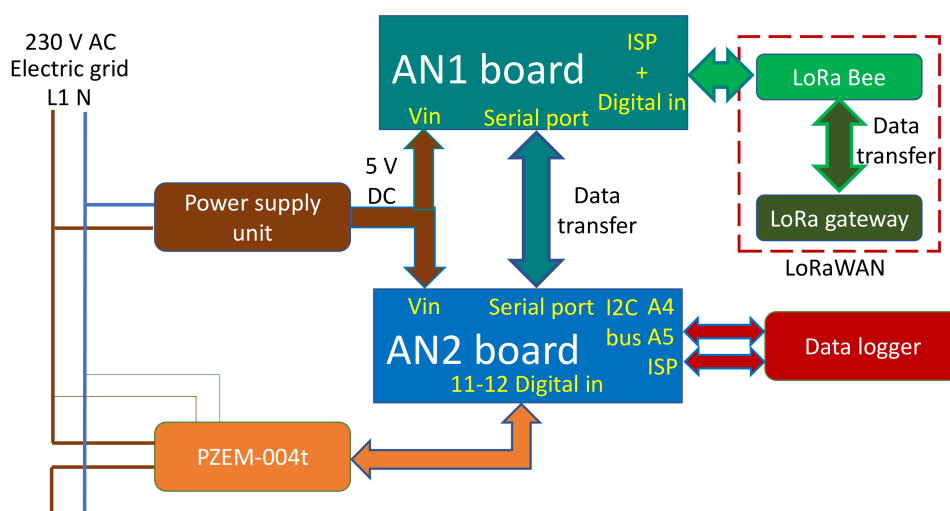 230 V AC
Electric grid
L1 N
AN1 board
ISP
+
Digital in
Vin
Serial port
LoRa Bee
Data
transfer
LoRa gateway
LoRaWAN
5 V
DC
Power supply
unit
Data
transfer
Vin
Serial port
I2C A4
bus A5
ISP
AN2 board
11-12 Digital in
Data logger
PZEM-004t